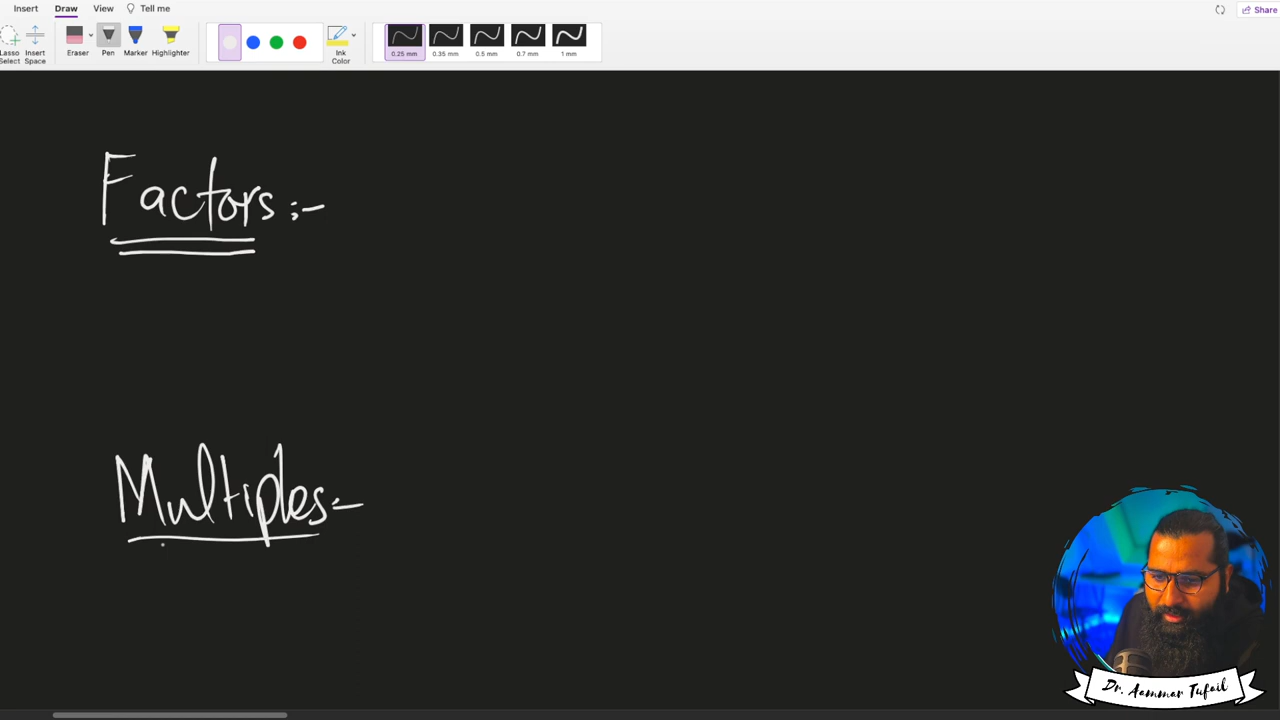 Insert Draw View Tell me Share
Lasso Select Insert Space Eraser Pen Marker Highlighter Ink Color 0.25 mm 0.35 mm 0.5 mm 0.7 mm 1 mm
Factors :-
Multiples :-
Dr. Aammar Tufail